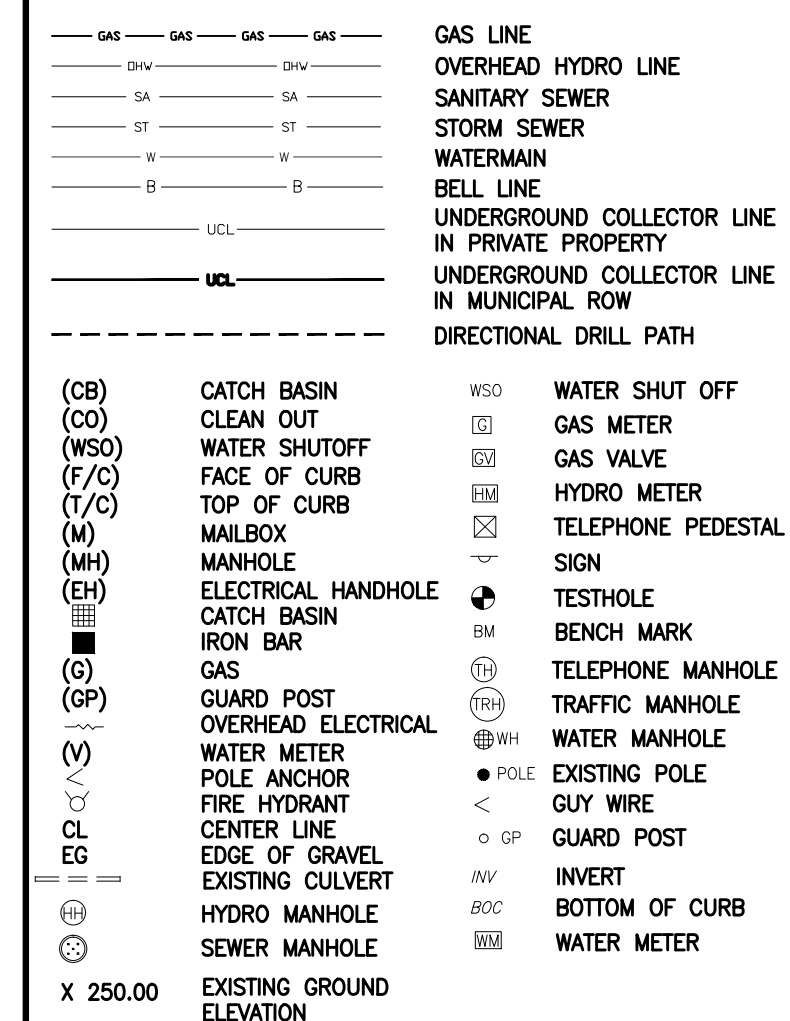 GAS GAS GAS GAS GAS LINE
OHW OHW OVERHEAD HYDRO LINE
SA SA SANITARY SEWER
ST ST STORM SEWER
W W WATERMAIN
B B BELL LINE
UCL UNDERGROUND COLLECTOR LINE
IN PRIVATE PROPERTY
UCL UNDERGROUND COLLECTOR LINE
IN MUNICIPAL ROW
DIRECTIONAL DRILL PATH
(CB) CATCH BASIN
(CO) CLEAN OUT
(WSO) WATER SHUTOFF
(F/C) FACE OF CURB
(T/C) TOP OF CURB
(M) MAILBOX
(MH) MANHOLE
(EH) ELECTRICAL HANDHOLE
CATCH BASIN
IRON BAR
(G) GAS
(GP) GUARD POST
OVERHEAD ELECTRICAL
(V) WATER METER
POLE ANCHOR
FIRE HYDRANT
CL CENTER LINE
EG EDGE OF GRAVEL
EXISTING CULVERT
HH HYDRO MANHOLE
SEWER MANHOLE
X 250.00 EXISTING GROUND
ELEVATION
WSO WATER SHUT OFF
G GAS METER
GV GAS VALVE
HM HYDRO METER
TELEPHONE PEDESTAL
SIGN
TESTHOLE
BM BENCH MARK
TH TELEPHONE MANHOLE
TRH TRAFFIC MANHOLE
WH WATER MANHOLE
POLE EXISTING POLE
GUY WIRE
GP GUARD POST
INV INVERT
BOC BOTTOM OF CURB
WM WATER METER